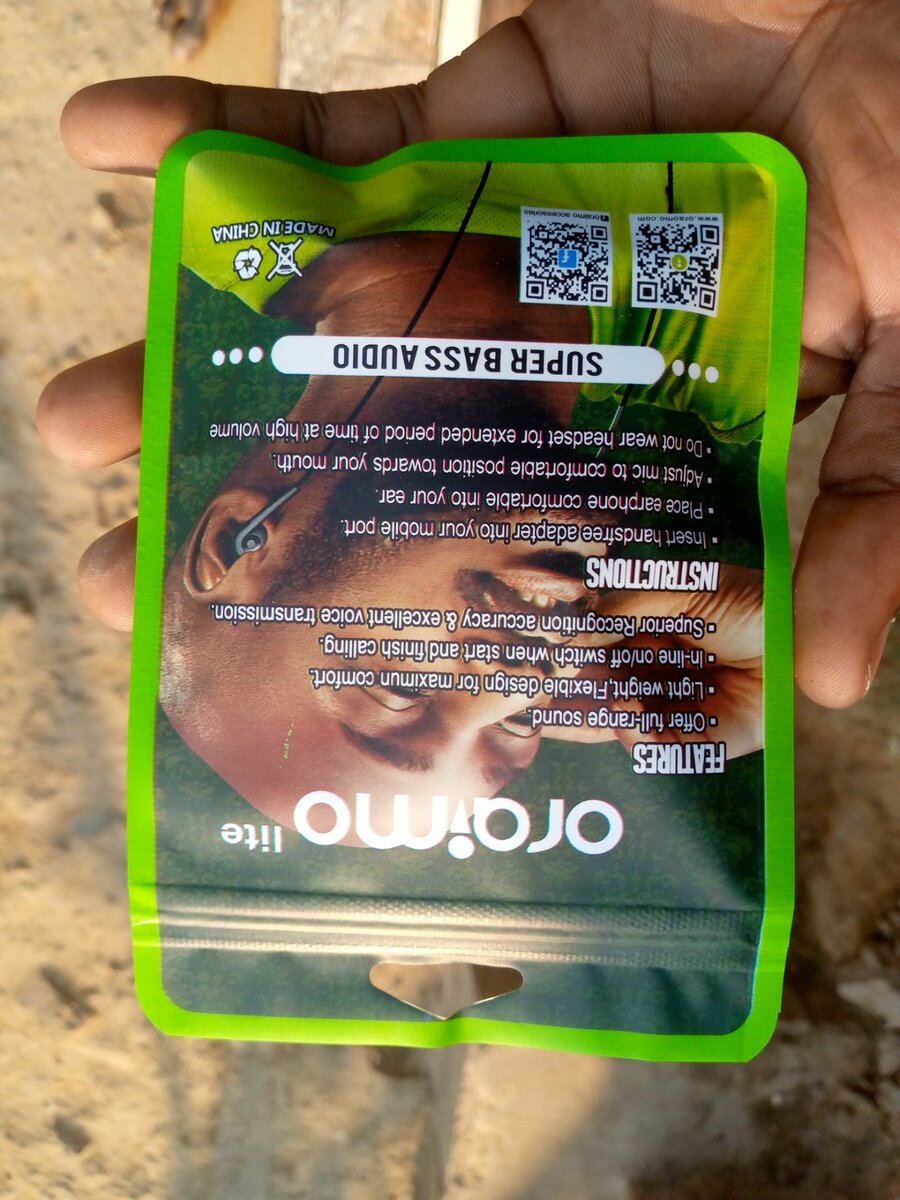 oraimo lite
FEATURES
▪ Offer full-range sound.
▪ Light weight,Flexible design for maximun comfort.
▪ In-line on/off switch when start and finish calling.
▪ Superior Recognition accuracy & excellent voice transmission.
INSTRUCTIONS
▪ Insert handsfree adapter into your mobile port
▪ Place earphone comfortable into your ear.
▪ Adjust mic to comfortable position towards your mouth.
▪ Do not wear headset for extended period of time at high volume
SUPER BASS AUDIO
www.oraomo.com
oraimo accessories
MADE IN CHINA